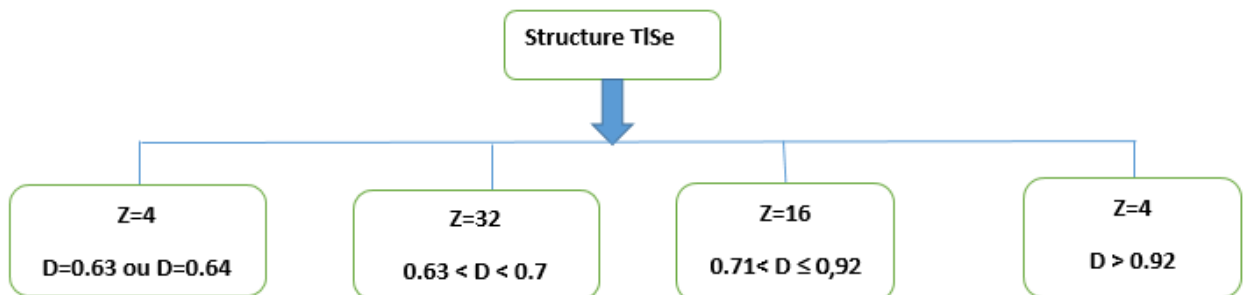 Structure TlSe
Z=4
D=0.63 ou D=0.64
Z=32
0.63 < D < 0.7
Z=16
0.71< D ≤ 0,92
Z=4
D > 0.92